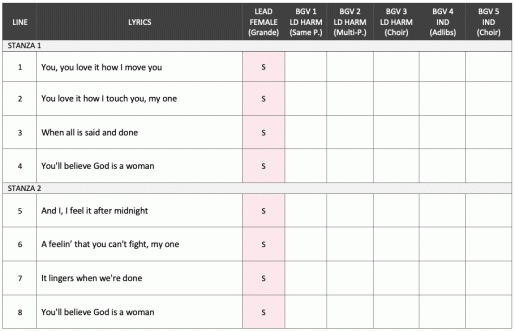 LINE LYRICS LEAD FEMALE (Grande) BGV 1 LD HARM (Same P.) BGV 2 LD HARM (Multi-P.) BGV 3 LD HARM (Choir) BGV 4 IND (Adlibs) BGV 5 IND (Choir)
STANZA 1
1 You, you love it how I move you S
2 You love it how I touch you, my one S
3 When all is said and done S
4 You'll believe God is a woman S
STANZA 2
5 And I, I feel it after midnight S
6 A feelin' that you can't fight, my one S
7 It lingers when we're done S
8 You'll believe God is a woman S